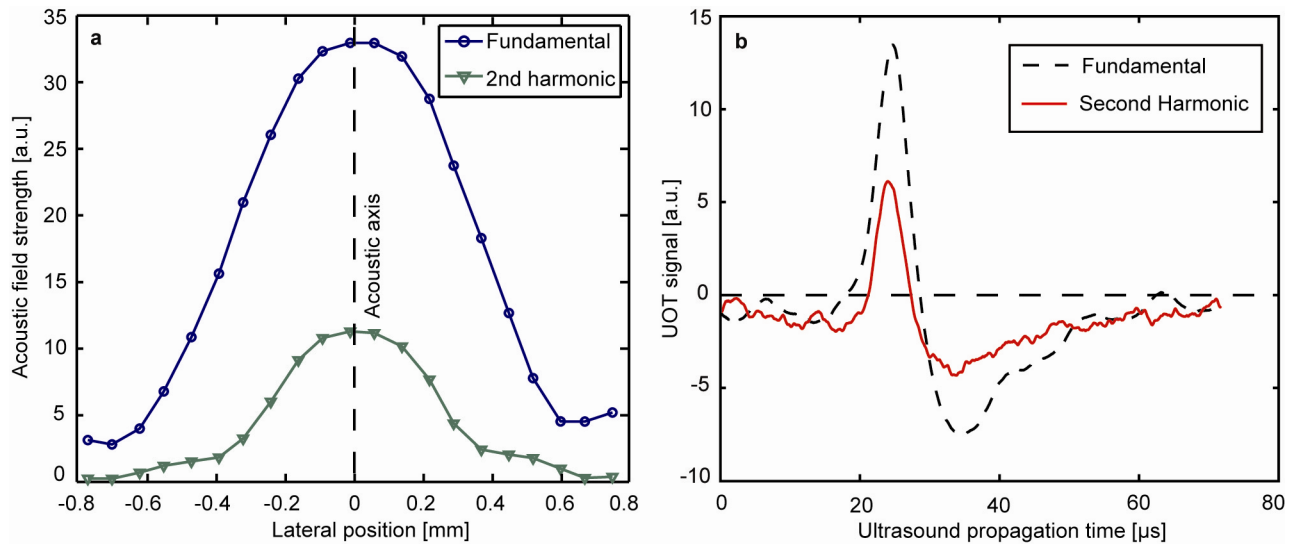 a
Fundamental
2nd harmonic
Acoustic field strength [a.u.]
35
30
25
20
15
10
5
0
Acoustic axis
-0.8 -0.6 -0.4 -0.2 0 0.2 0.4 0.6 0.8
Lateral position [mm]
b
Fundamental
Second Harmonic
UOT signal [a.u.]
15
10
5
0
-5
-10
0 20 40 60 80
Ultrasound propagation time [µs]